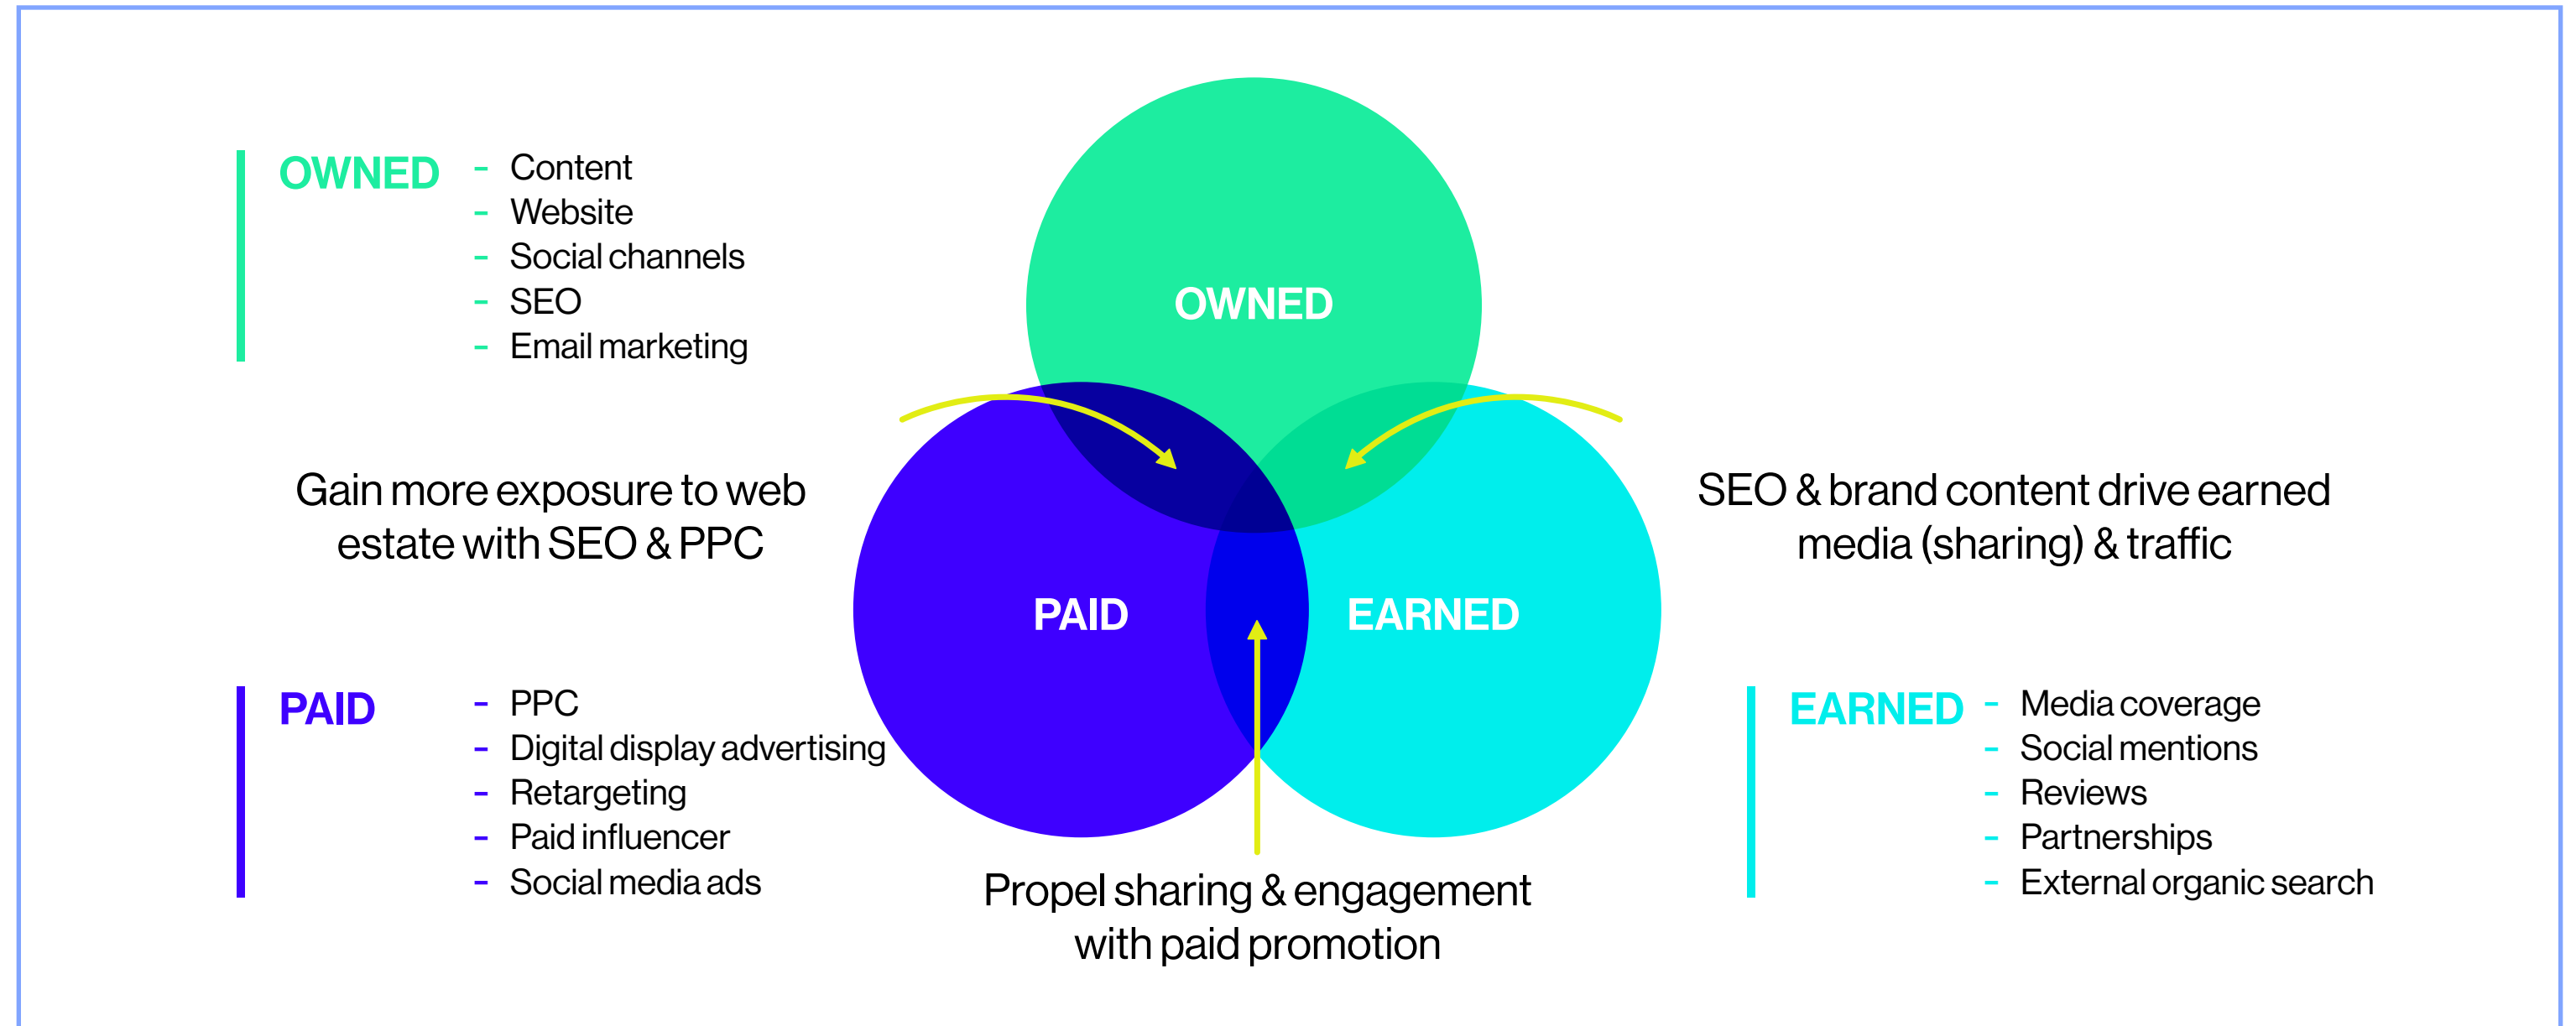 OWNED
- Content
- Website
- Social channels
- SEO
- Email marketing
OWNED
Gain more exposure to web
estate with SEO & PPC
SEO & brand content drive earned
media (sharing) & traffic
PAID
EARNED
PAID
- PPC
- Digital display advertising
- Retargeting
- Paid influencer
- Social media ads
EARNED
- Media coverage
- Social mentions
- Reviews
- Partnerships
- External organic search
Propel sharing & engagement
with paid promotion